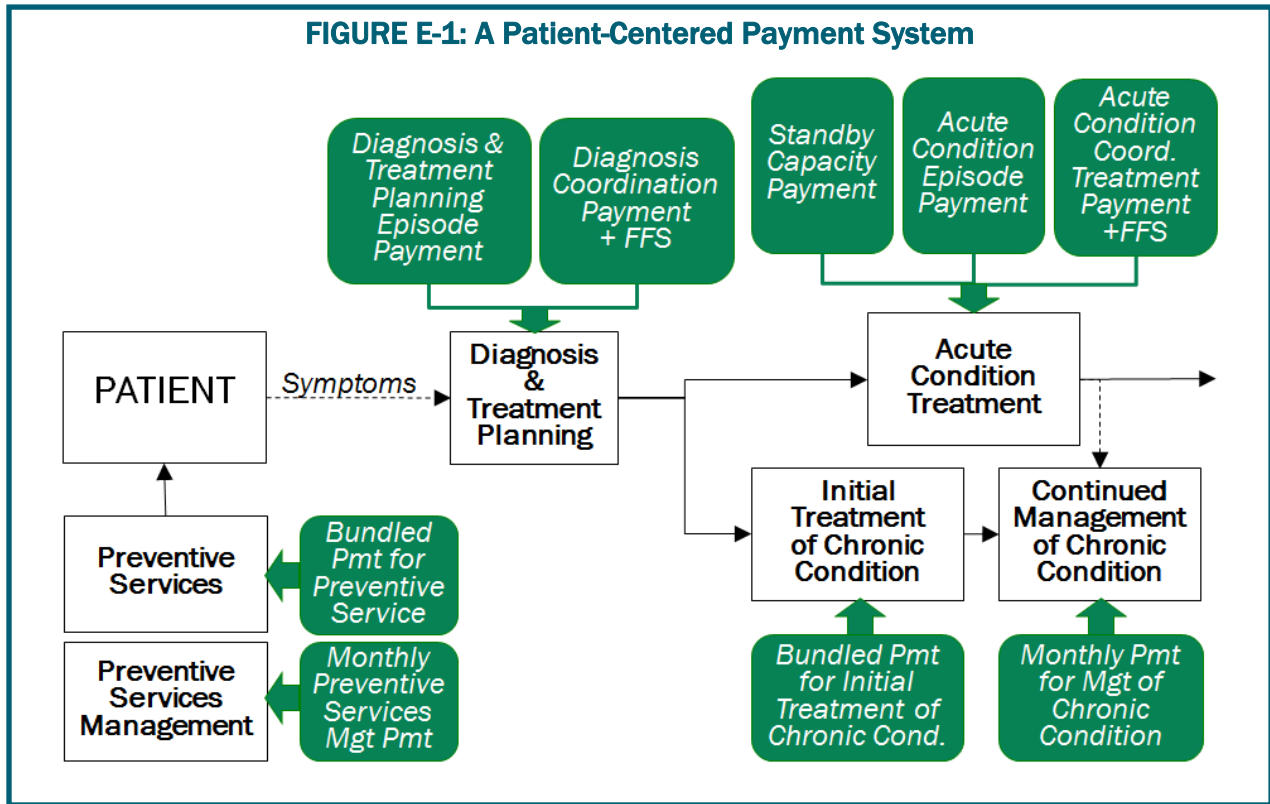 FIGURE E-1: A Patient-Centered Payment System
Diagnosis &
Treatment
Planning
Episode
Payment
Diagnosis
Coordination
Payment
+ FFS
Standby
Capacity
Payment
Acute
Condition
Episode
Payment
Acute
Condition
Coord.
Treatment
Payment
+FFS
PATIENT
Symptoms
Diagnosis
&
Treatment
Planning
Acute
Condition
Treatment
Initial
Treatment
of Chronic
Condition
Continued
Management
of Chronic
Condition
Preventive
Services
Bundled
Pmt for
Preventive
Service
Preventive
Services
Management
Monthly
Preventive
Services
Mgt Pmt
Bundled Pmt
for Initial
Treatment of
Chronic Cond.
Monthly Pmt
for Mgt of
Chronic
Condition